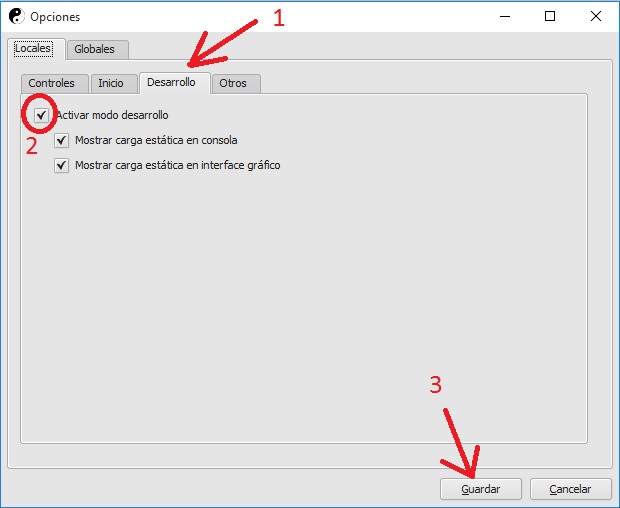 Opciones
1
Locales Globales
Controles Inicio Desarrollo Otros
Activar modo desarrollo
2
Mostrar carga estática en consola
Mostrar carga estática en interface gráfico
3
Guardar Cancelar